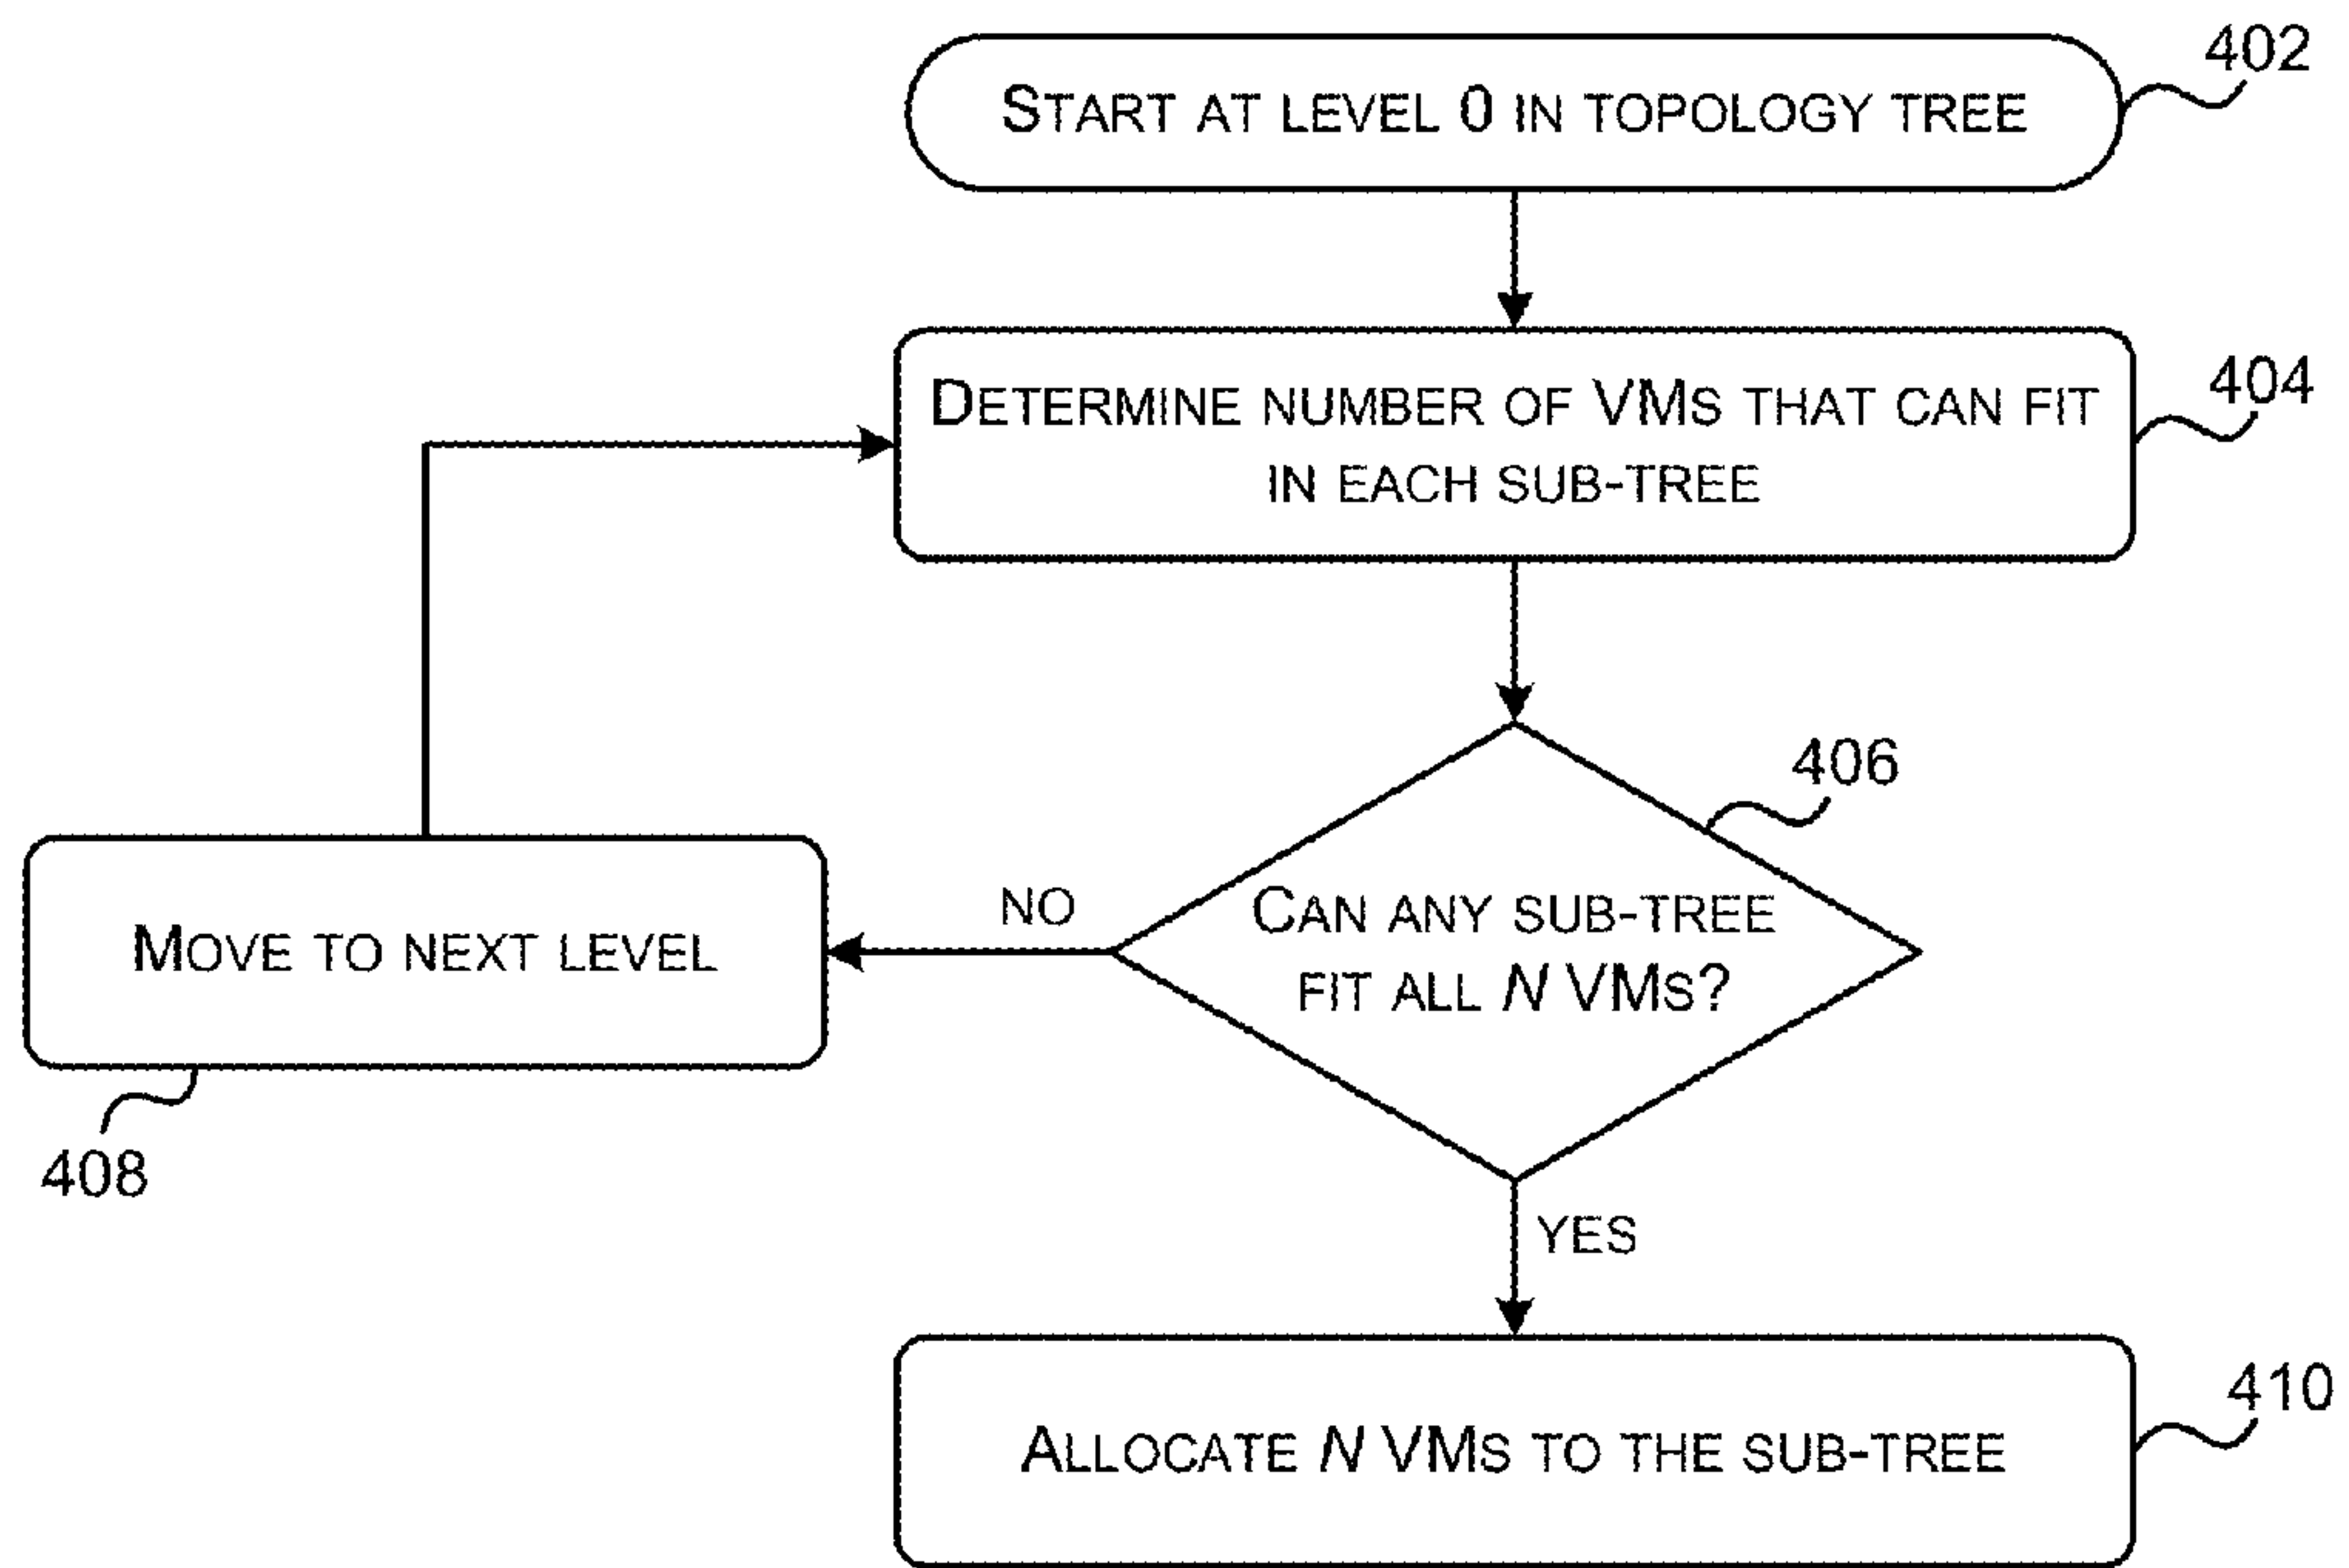 402
START AT LEVEL 0 IN TOPOLOGY TREE
404
DETERMINE NUMBER OF VMS THAT CAN FIT
IN EACH SUB-TREE
406
CAN ANY SUB-TREE
FIT ALL N VMS?
NO
MOVE TO NEXT LEVEL
408
YES
410
ALLOCATE N VMS TO THE SUB-TREE